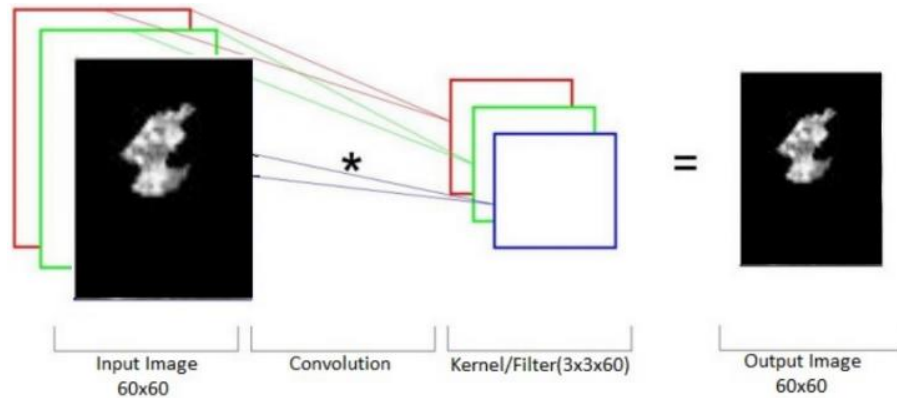 *
=
Input Image
60x60
Convolution
Kernel/Filter(3x3x60)
Output Image
60x60